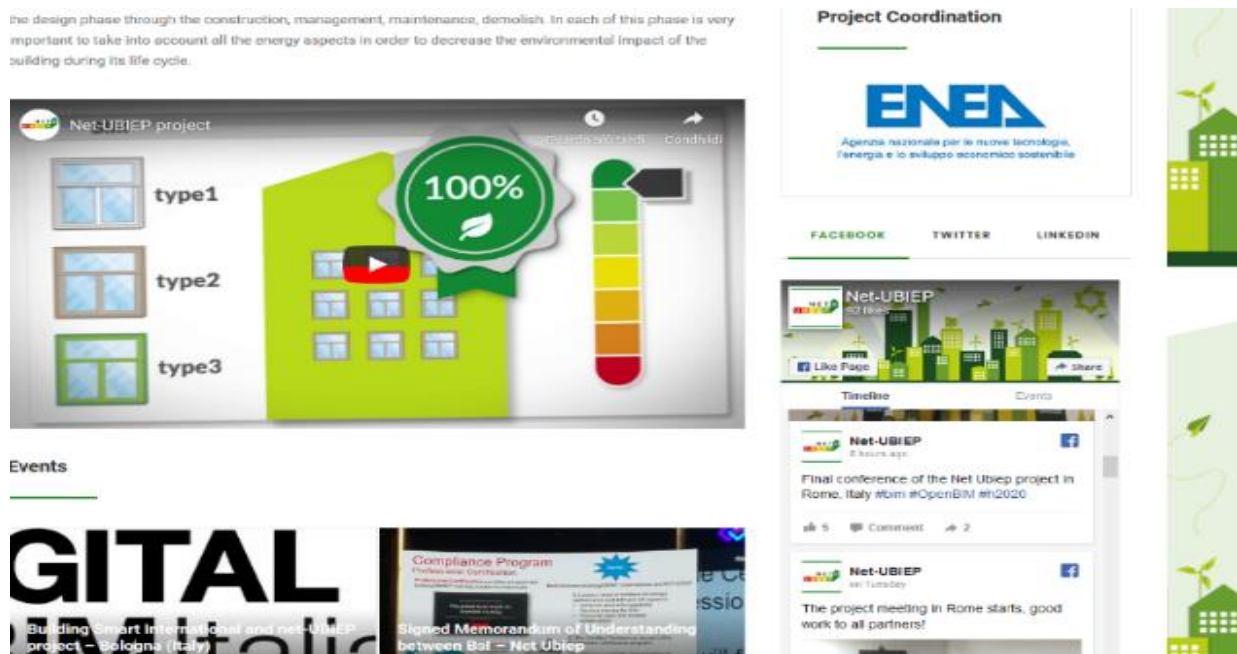 the design phase through the construction, management, maintenance, demolish. In each of this phase is very
important to take into account all the energy aspects in order to decrease the environmental impact of the
building during its life cycle.
Net-UBIEP project
Condividi
type1
type2
type3
100%
Events
GITAL
Building Smart International and net-UBIEP
project – Bologna (Italy)
Compliance Program
Signed Memorandum of Understanding
between BaI – Net Ubiep
Project Coordination
ENEA
Agenzia nazionale per le nuove tecnologie,
l'energia e lo sviluppo economico sostenibile
FACEBOOK TWITTER LINKEDIN
Net-UBIEP
92 likes
Like Page
Share
Timeline Events
Net-UBIEP
8 hours ago
Final conference of the Net Ubiep project in
Rome, Italy #bim #OpenBIM #h2020
5 Comment 2
Net-UBIEP
on Tuesday
The project meeting in Rome starts, good
work to all partners!